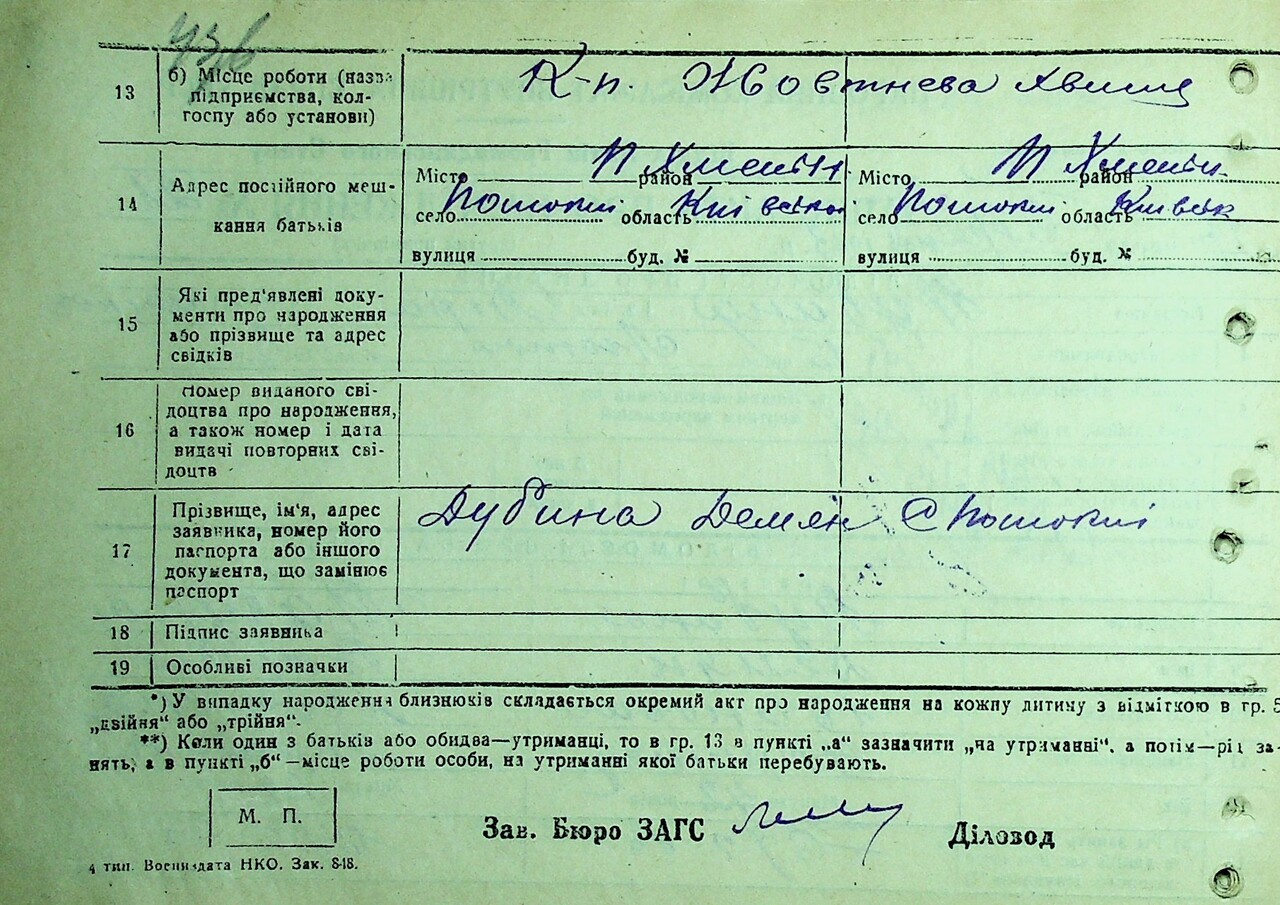 436
13 б) Місце роботи (назва підприємства, колгоспу або установи) К-п. Жовтнева Хвиля
14 Адрес постійного мешкання батьків
Місто район П Хмельн. Місто район П Хмельн.
село Потокі область Київська село Потокі область Київськ
вулиця буд. № вулиця буд. №
15 Які пред'явлені документи про народження або прізвище та адрес свідків
16 Номер виданого свідоцтва про народження, а також номер і дата видачі повторних свідоцтв
17 Прізвище, ім'я, адрес заявника, номер його паспорта або іншого документа, що замінює паспорт Дубина Демян С Потокі
18 Підпис заявника
19 Особливі позначки
*) У випадку народження близнюків складається окремий акт про народження на кожну дитину з відміткою в гр. 5
„двійня“ або „трійня“.
**) Коли один з батьків або обидва—утриманці, то в гр. 13 в пункті „а“ зазначити „на утриманні“, а потім—рід за-
нять, а в пункті „б“—місце роботи особи, на утриманні якої батьки перебувають.
М. П.
Зав. Бюро ЗАГС Діловод
4 тип. Воениздата НКО. Зак. 848.